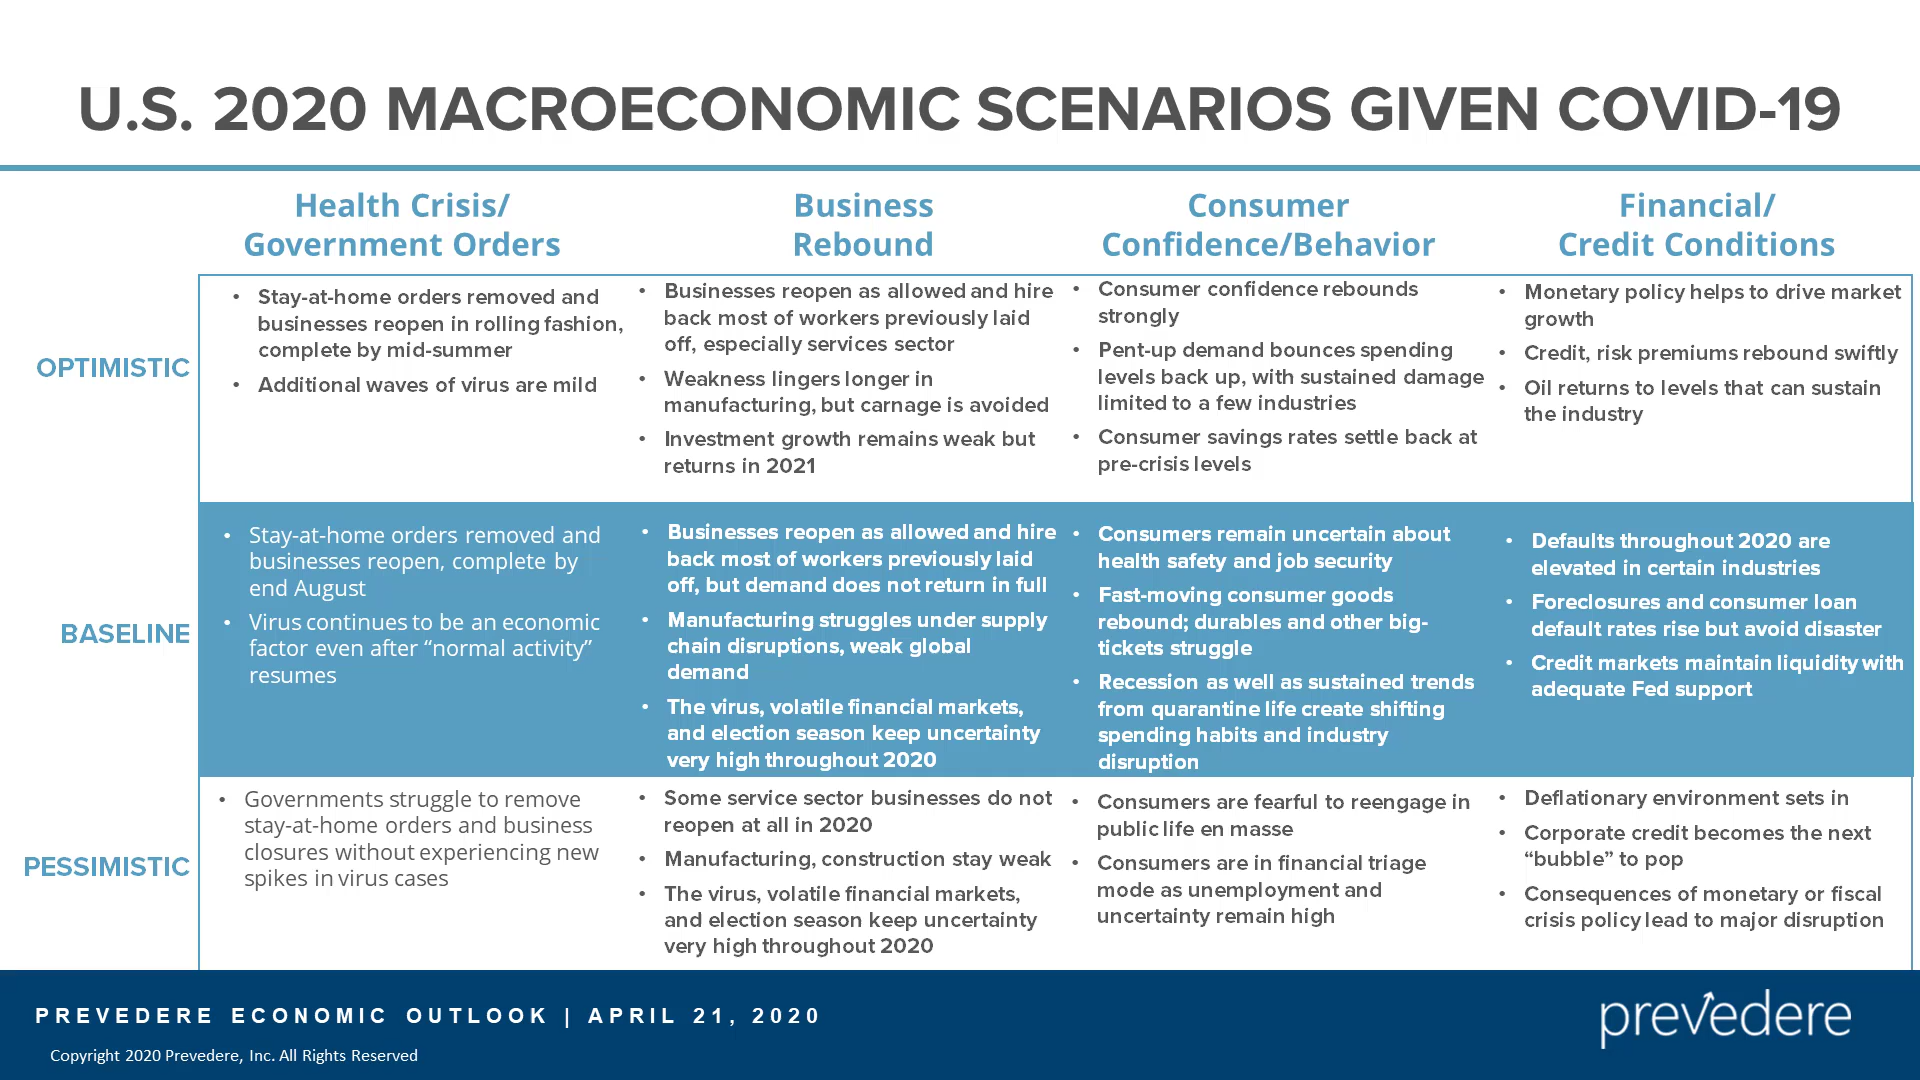 U.S. 2020 MACROECONOMIC SCENARIOS GIVEN COVID-19
Health Crisis/
Government Orders
Business
Rebound
Consumer
Confidence/Behavior
Financial/
Credit Conditions
OPTIMISTIC
• Stay-at-home orders removed and
businesses reopen in rolling fashion,
complete by mid-summer
• Additional waves of virus are mild
• Businesses reopen as allowed and hire
back most of workers previously laid
off, especially services sector
• Weakness lingers longer in
manufacturing, but carnage is avoided
• Investment growth remains weak but
returns in 2021
• Consumer confidence rebounds
strongly
• Pent-up demand bounces spending
levels back up, with sustained damage
limited to a few industries
• Consumer savings rates settle back at
pre-crisis levels
• Monetary policy helps to drive market
growth
• Credit, risk premiums rebound swiftly
• Oil returns to levels that can sustain
the industry
BASELINE
• Stay-at-home orders removed and
businesses reopen, complete by
end August
• Virus continues to be an economic
factor even after “normal activity”
resumes
• Businesses reopen as allowed and hire
back most of workers previously laid
off, but demand does not return in full
• Manufacturing struggles under supply
chain disruptions, weak global
demand
• The virus, volatile financial markets,
and election season keep uncertainty
very high throughout 2020
• Consumers remain uncertain about
health safety and job security
• Fast-moving consumer goods
rebound; durables and other big-
tickets struggle
• Recession as well as sustained trends
from quarantine life create shifting
spending habits and industry
disruption
• Defaults throughout 2020 are
elevated in certain industries
• Foreclosures and consumer loan
default rates rise but avoid disaster
• Credit markets maintain liquidity with
adequate Fed support
PESSIMISTIC
• Governments struggle to remove
stay-at-home orders and business
closures without experiencing new
spikes in virus cases
• Some service sector businesses do not
reopen at all in 2020
• Manufacturing, construction stay weak
• The virus, volatile financial markets,
and election season keep uncertainty
very high throughout 2020
• Consumers are fearful to reengage in
public life en masse
• Consumers are in financial triage
mode as unemployment and
uncertainty remain high
• Deflationary environment sets in
• Corporate credit becomes the next
“bubble” to pop
• Consequences of monetary or fiscal
crisis policy lead to major disruption
PREVEDERE ECONOMIC OUTLOOK | APRIL 21, 2020
Copyright 2020 Prevedere, Inc. All Rights Reserved
prevedere